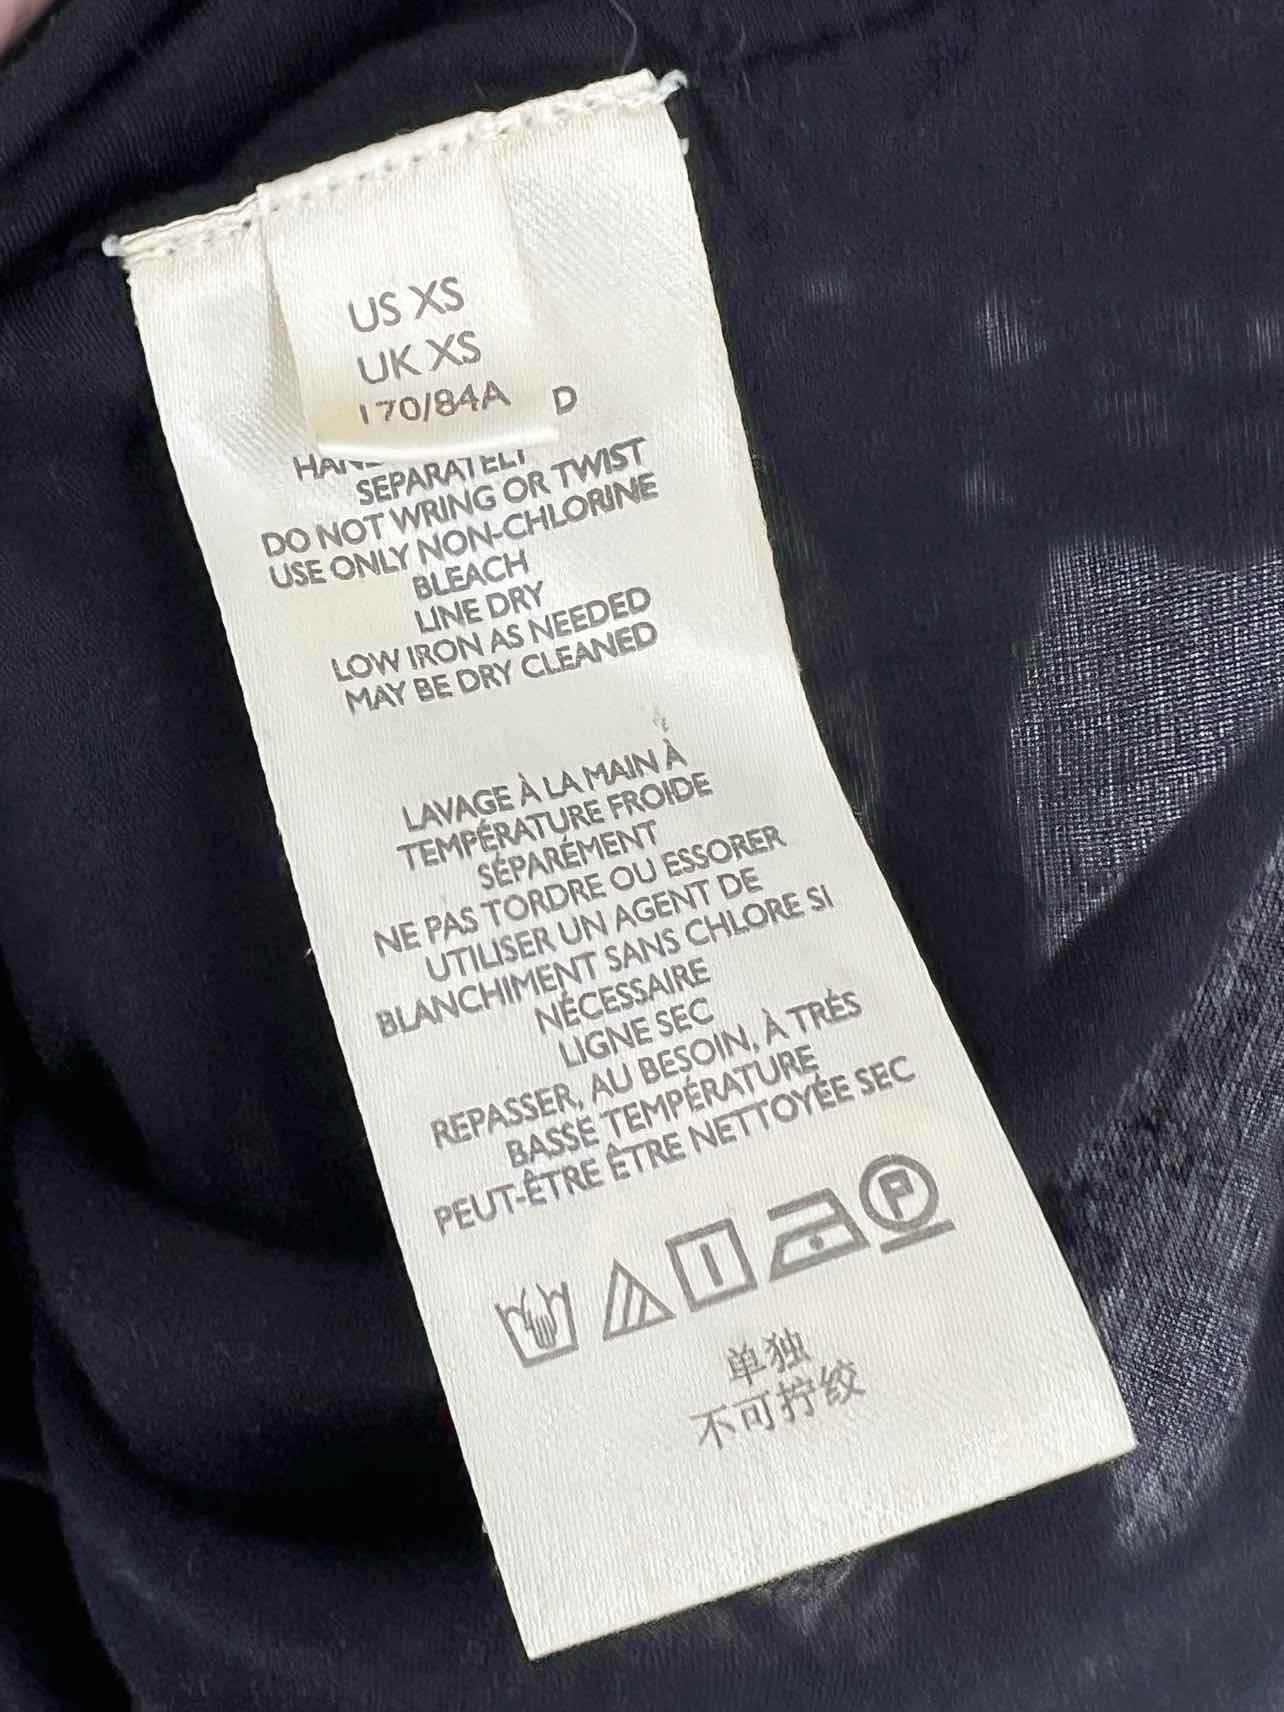 US XS
UK XS
170/84A D
SEPARATELY
DO NOT WRING OR TWIST
USE ONLY NON-CHLORINE
BLEACH
LINE DRY
LOW IRON AS NEEDED
MAY BE DRY CLEANED
LAVAGE À LA MAIN À
TEMPÉRATURE FROIDE
SÉPARÉMENT
NE PAS TORDRE OU ESSORER
UTILISER UN AGENT DE
BLANCHIMENT SANS CHLORE SI
NÉCESSAIRE
LIGNE SEC
REPASSER, AU BESOIN, À TRÉS
BASSE TEMPÉRATURE
PEUT-ÊTRE ÊTRE NETTOYÉE SEC
P
单独
不可拧绞